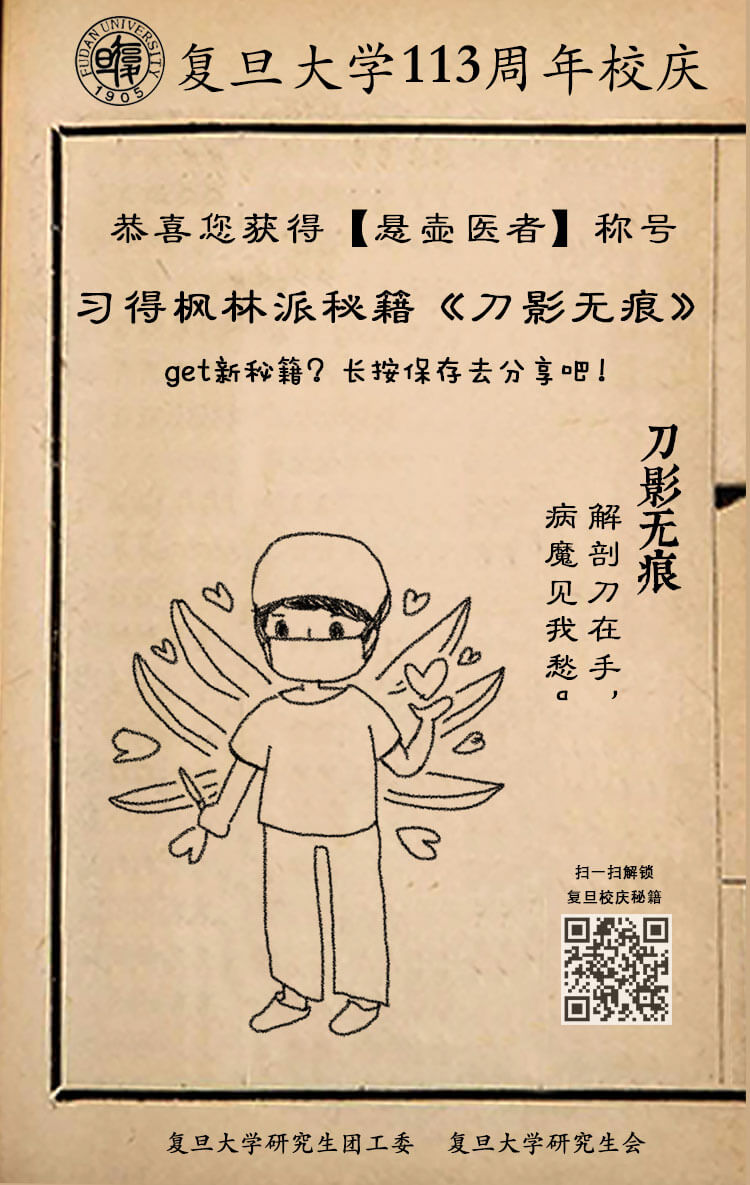 FUDAN UNIVERSITY
1905
复旦大学113周年校庆
恭喜您获得【悬壶医者】称号
习得枫林派秘籍《刀影无痕》
get新秘籍?长按保存去分享吧!
刀影无痕
解剖刀在手,
病魔见我愁。
扫一扫解锁
复旦校庆秘籍
复旦大学研究生团工委 复旦大学研究生会